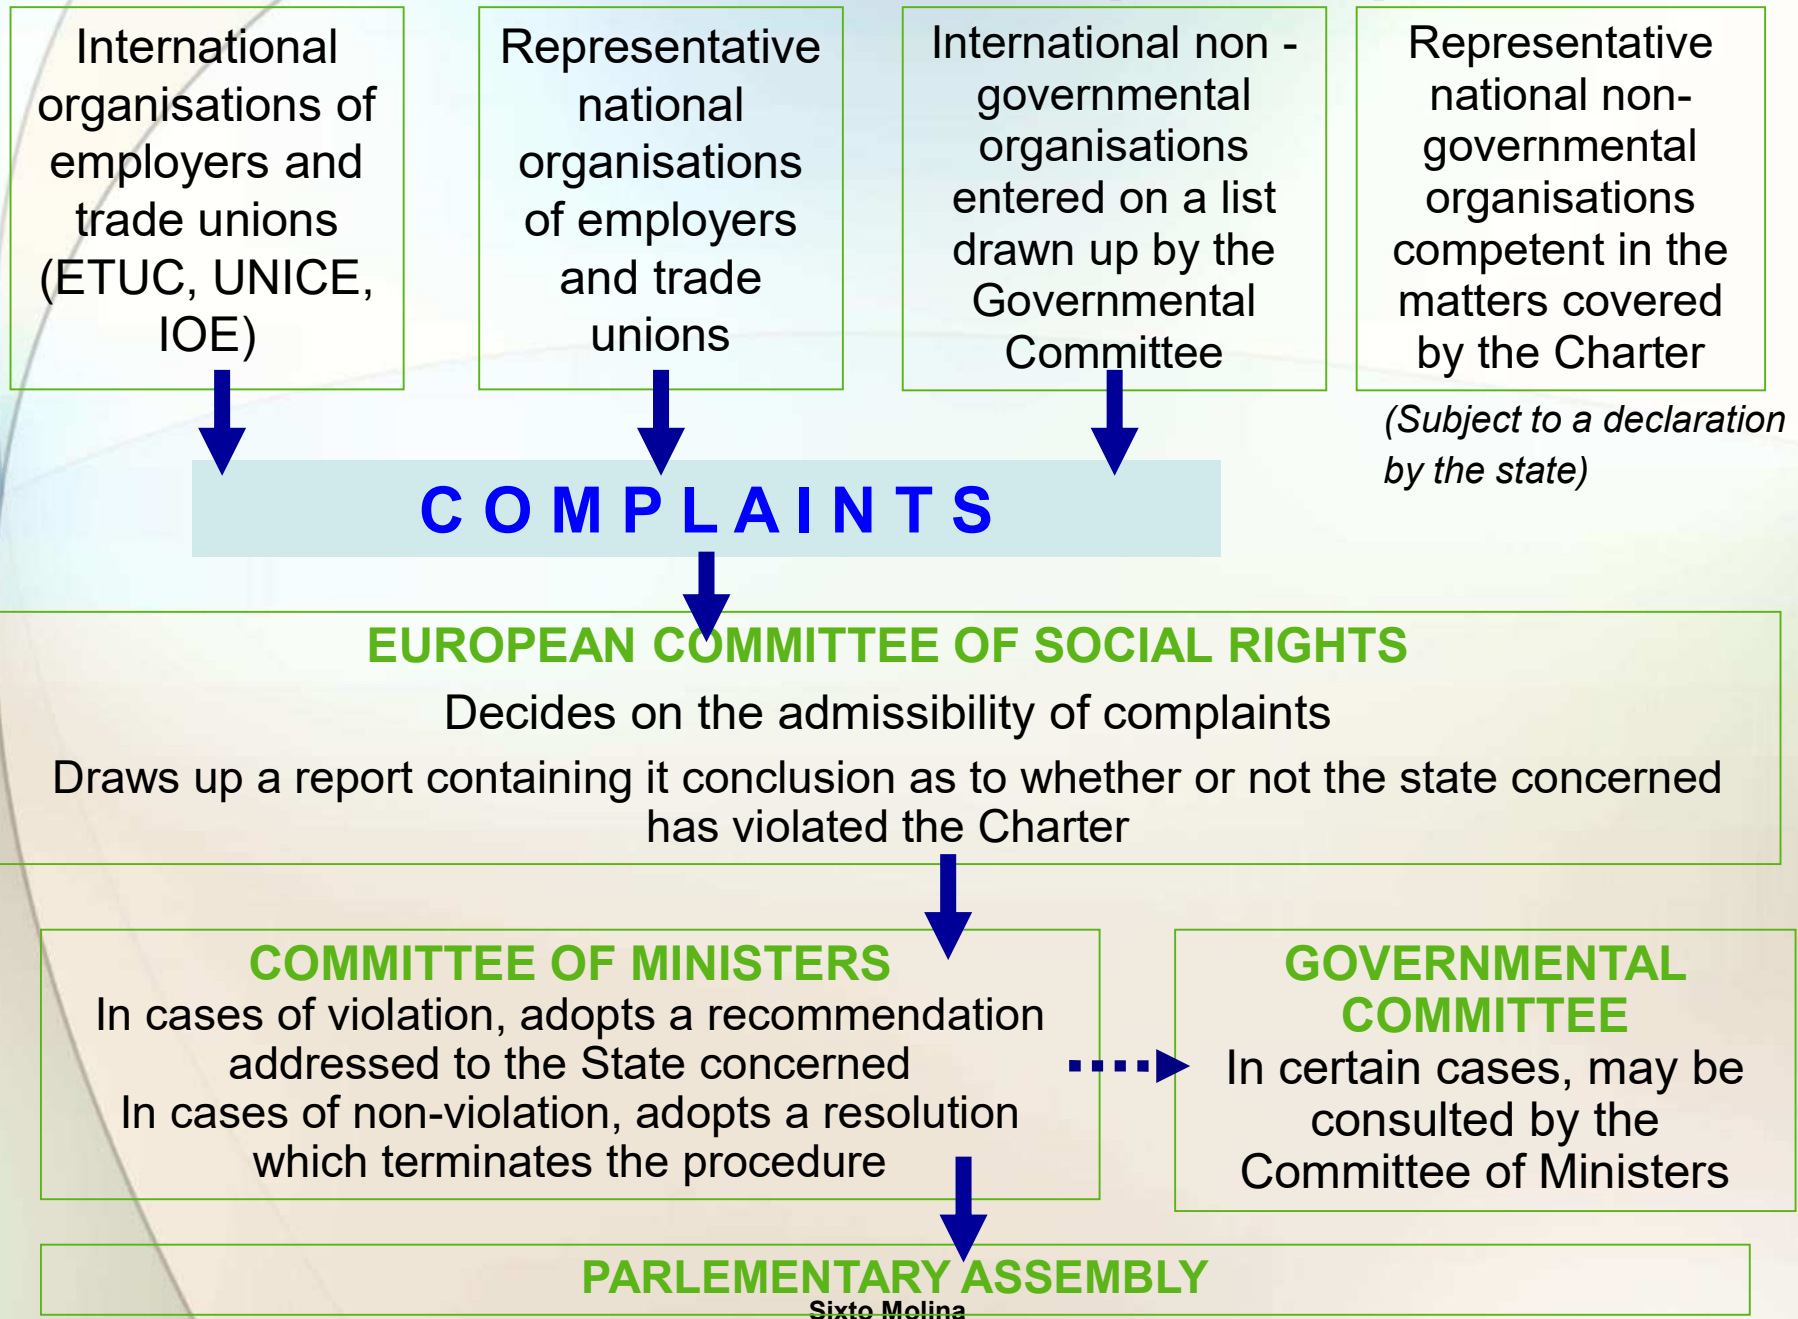 International
organisations of
employers and
trade unions
(ETUC, UNICE,
IOE)
Representative
national
organisations
of employers
and trade
unions
International non -
governmental
organisations
entered on a list
drawn up by the
Governmental
Committee
Representative
national non-
governmental
organisations
competent in the
matters covered
by the Charter
(Subject to a declaration
by the state)
COMPLAINTS
EUROPEAN COMMITTEE OF SOCIAL RIGHTS
Decides on the admissibility of complaints
Draws up a report containing it conclusion as to whether or not the state concerned
has violated the Charter
COMMITTEE OF MINISTERS
In cases of violation, adopts a recommendation
addressed to the State concerned
In cases of non-violation, adopts a resolution
which terminates the procedure
GOVERNMENTAL
COMMITTEE
In certain cases, may be
consulted by the
Committee of Ministers
PARLEMENTARY ASSEMBLY
Sixto Molina